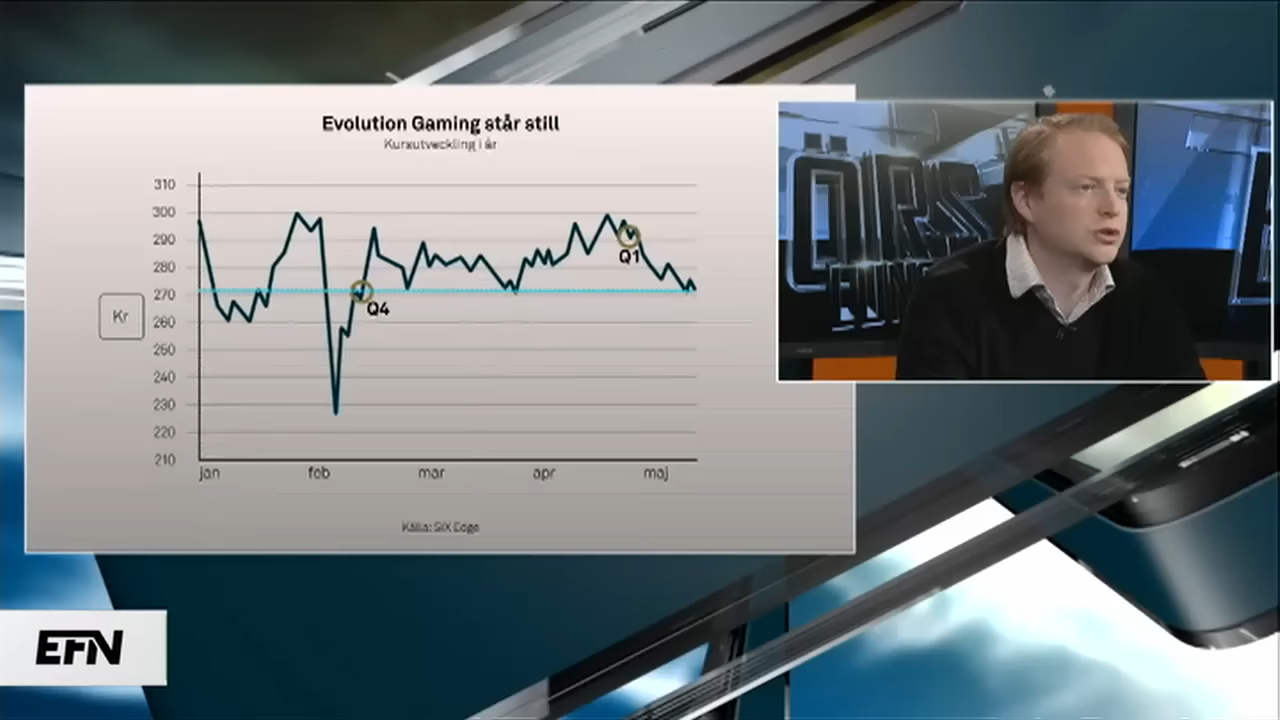 Evolution Gaming står still
Kursutveckling i år
310
300
290
280
270
260
250
240
230
220
210
Kr
Q4
Q1
jan feb mar apr maj
Källa: SIX Edge
EFN